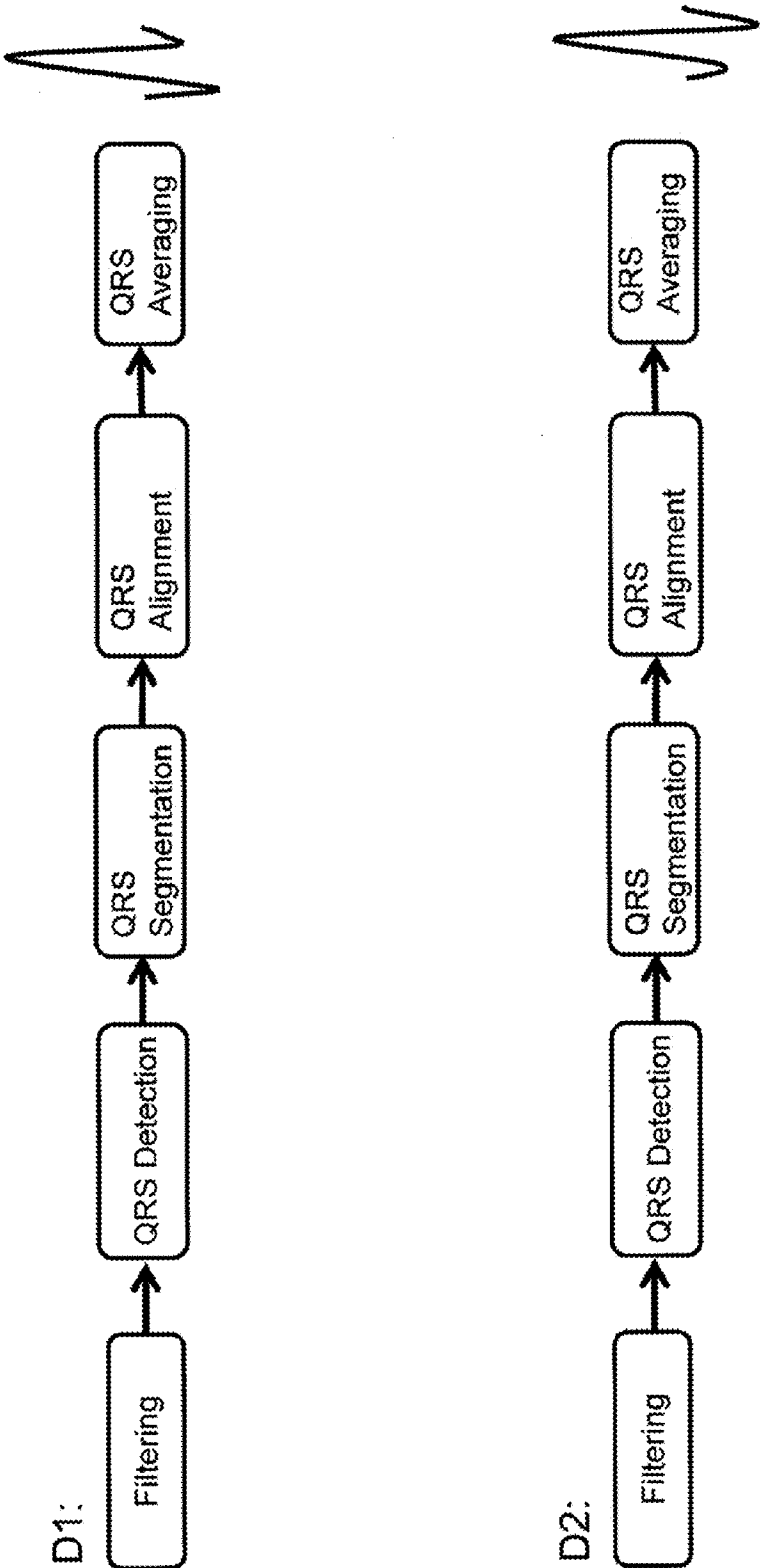 D1:
Filtering
QRS Detection
QRS
Segmentation
QRS
Alignment
QRS
Averaging
D2:
Filtering
QRS Detection
QRS
Segmentation
QRS
Alignment
QRS
Averaging